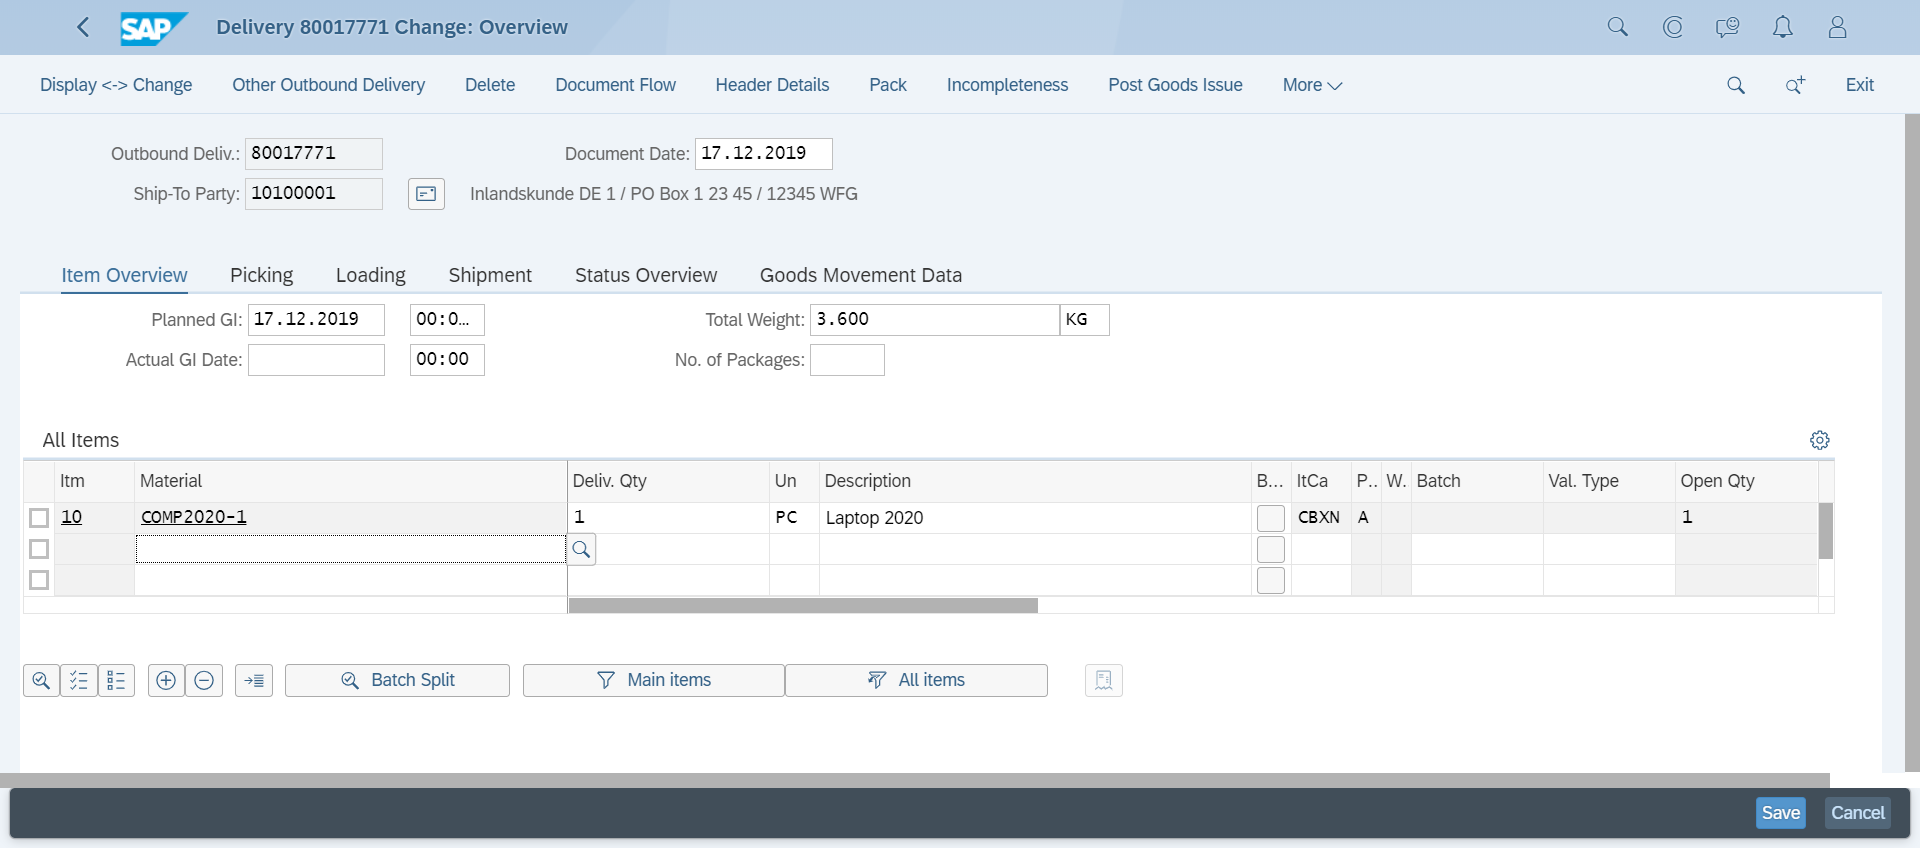 SAP Delivery 80017771 Change: Overview
Display <-> Change Other Outbound Delivery Delete Document Flow Header Details Pack Incompleteness Post Goods Issue More Exit
Outbound Deliv.: 80017771 Document Date: 17.12.2019
Ship-To Party: 10100001 Inlandskunde DE 1 / PO Box 1 23 45 / 12345 WFG
Item Overview Picking Loading Shipment Status Overview Goods Movement Data
Planned GI: 17.12.2019 00:0... Total Weight: 3.600 KG
Actual GI Date: 00:00 No. of Packages:
All Items
Itm Material Deliv. Qty Un Description B... ItCa P.. W. Batch Val. Type Open Qty
10 COMP2020-1 1 PC Laptop 2020 CBXN A 1
Batch Split Main items All items
Save Cancel